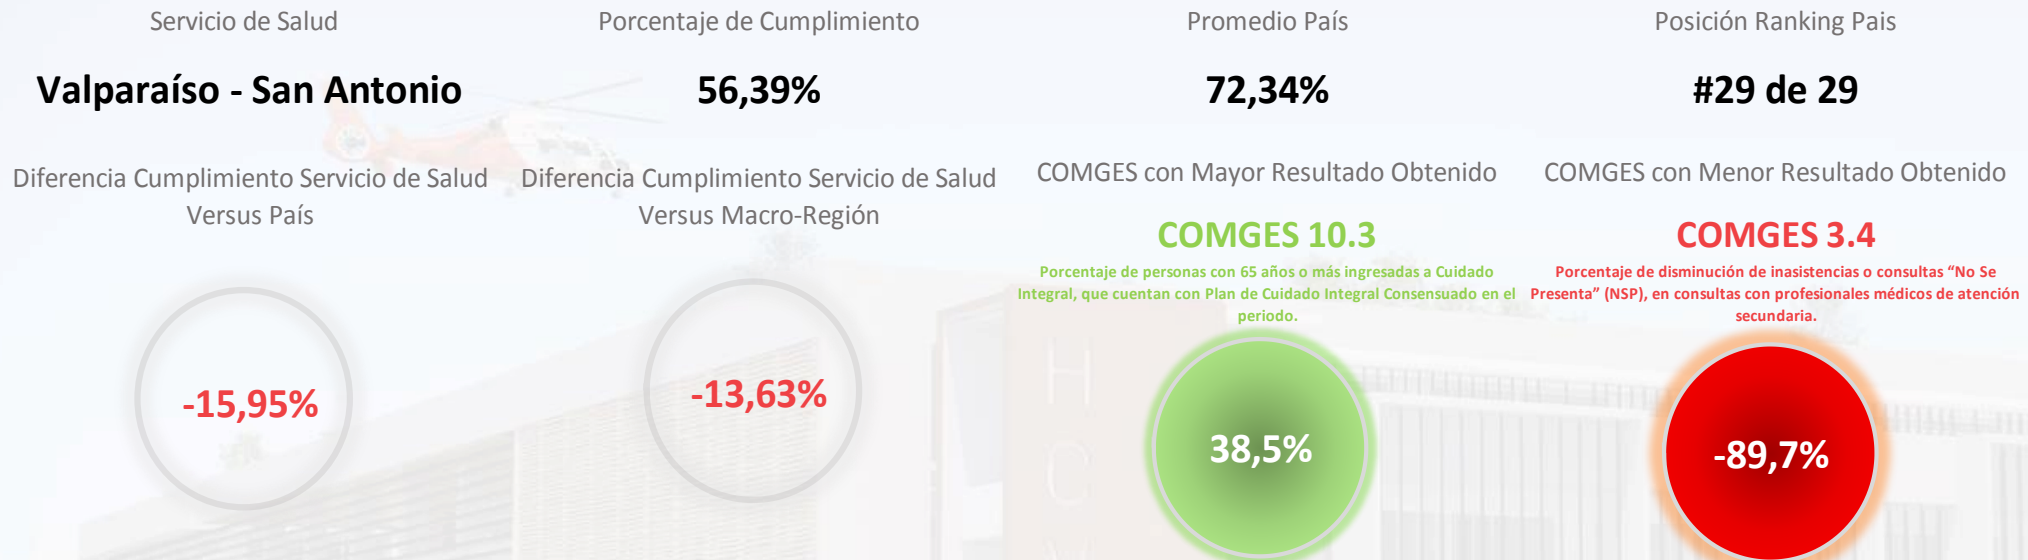 Servicio de Salud
Porcentaje de Cumplimiento
Promedio País
Posición Ranking Pais
Valparaíso - San Antonio
56,39%
72,34%
#29 de 29
Diferencia Cumplimiento Servicio de Salud
Versus País
Diferencia Cumplimiento Servicio de Salud
Versus Macro-Región
COMGES con Mayor Resultado Obtenido
COMGES con Menor Resultado Obtenido
COMGES 10.3
Porcentaje de personas con 65 años o más ingresadas a Cuidado
Integral, que cuentan con Plan de Cuidado Integral Consensuado en el
periodo.
COMGES 3.4
Porcentaje de disminución de inasistencias o consultas “No Se
Presenta” (NSP), en consultas con profesionales médicos de atención
secundaria.
-15,95%
-13,63%
38,5%
-89,7%